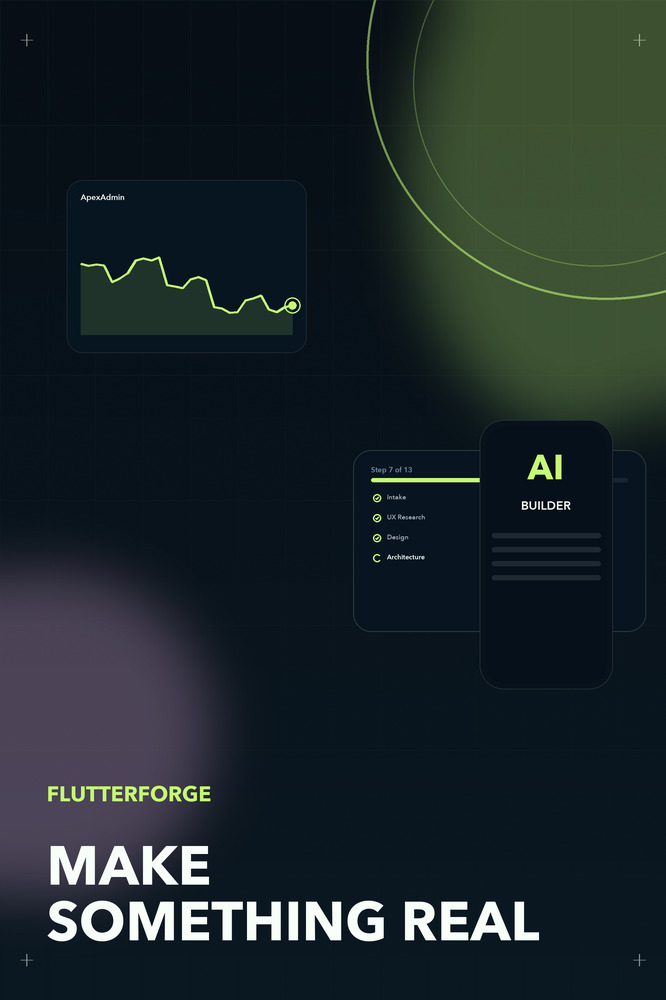 ApexAdmin
AI
BUILDER
Step 7 of 13
Intake
UX Research
Design
Architecture
FLUTTERFORGE
MAKE
SOMETHING REAL